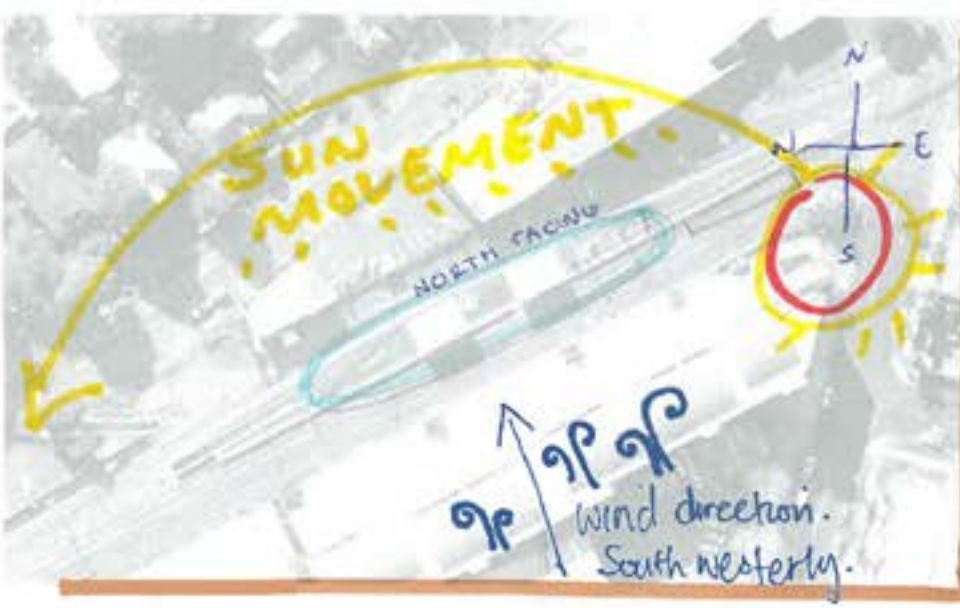 N
N E
S
SUN
MOVEMENT
NORTH FACING
wind direction.
South westerly.